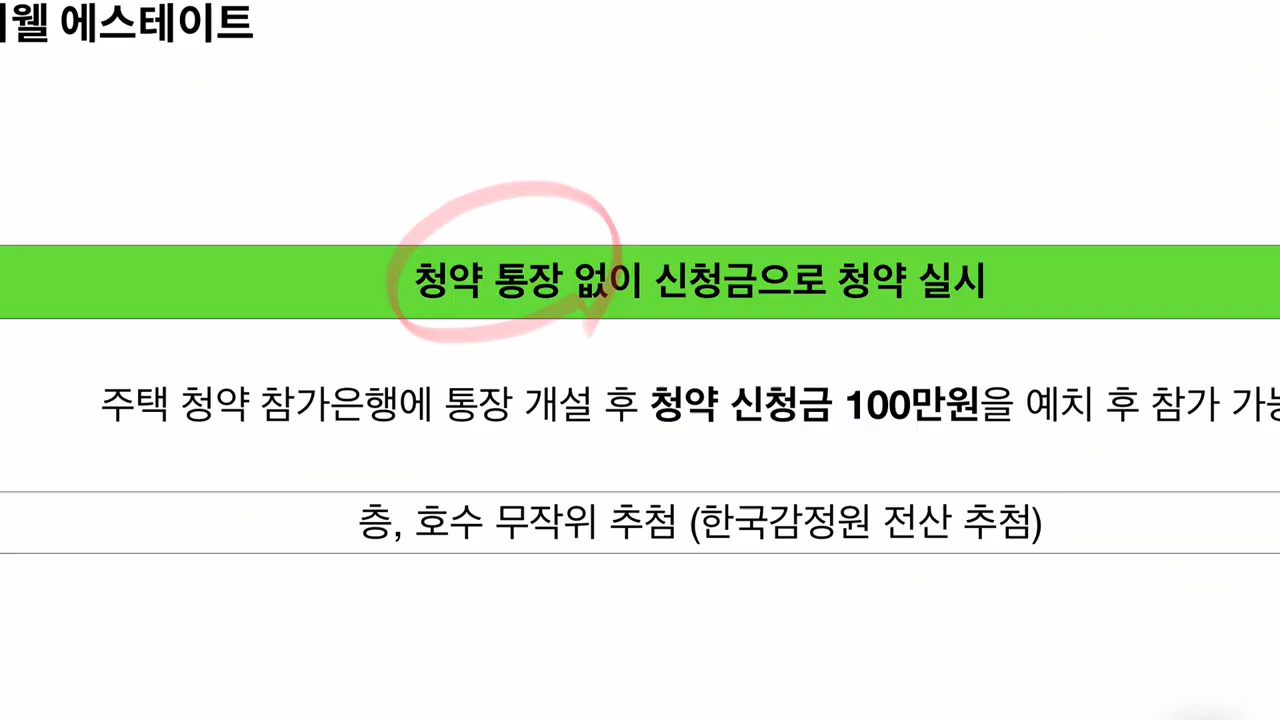 에스테이트
청약 통장 없이 신청금으로 청약 실시
주택 청약 참가은행에 통장 개설 후 청약 신청금 100만원을 예치 후 참가
층, 호수 무작위 추첨 (한국감정원 전산 추첨)